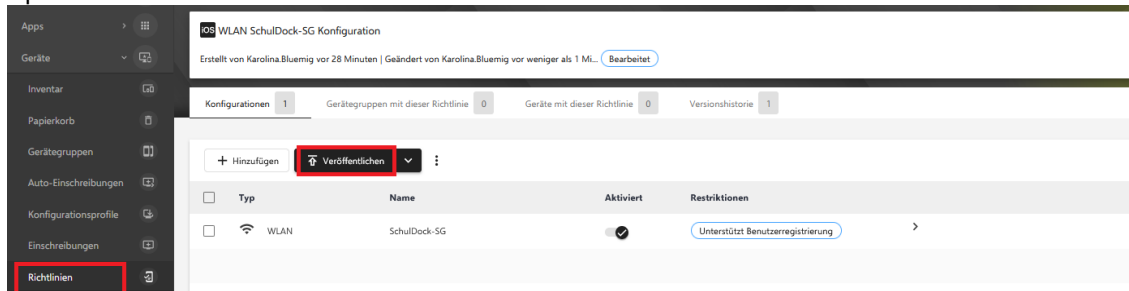 Apps
Geräte
Inventar
Papierkorb
Gerätegruppen
Auto-Einschreibungen
Konfigurationsprofile
Einschreibungen
Richtlinien
iOS WLAN SchulDock-SG Konfiguration
Erstellt von Karolina.Bluemig vor 28 Minuten | Geändert von Karolina.Bluemig vor weniger als 1 Mi... Bearbeitet
Konfigurationen 1 Gerätegruppen mit dieser Richtlinie 0 Geräte mit dieser Richtlinie 0 Versionshistorie 1
+ Hinzufügen Veröffentlichen
Typ Name Aktiviert Restriktionen
WLAN SchulDock-SG Unterstützt Benutzerregistrierung